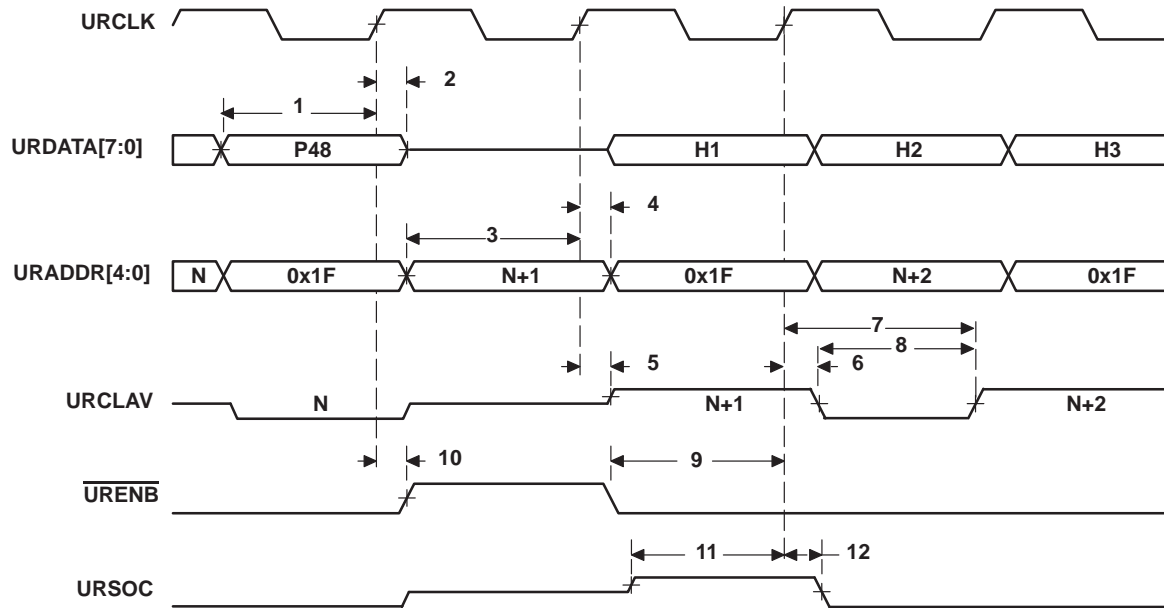 URCLK
2
1
URDATA[7:0] P48 H1 H2 H3
4
3
URADDR[4:0] N 0x1F N+1 0x1F N+2 0x1F
7
8
5 6
URCLAV N N+1 N+2
10 9
URENB
11 12
URSOC